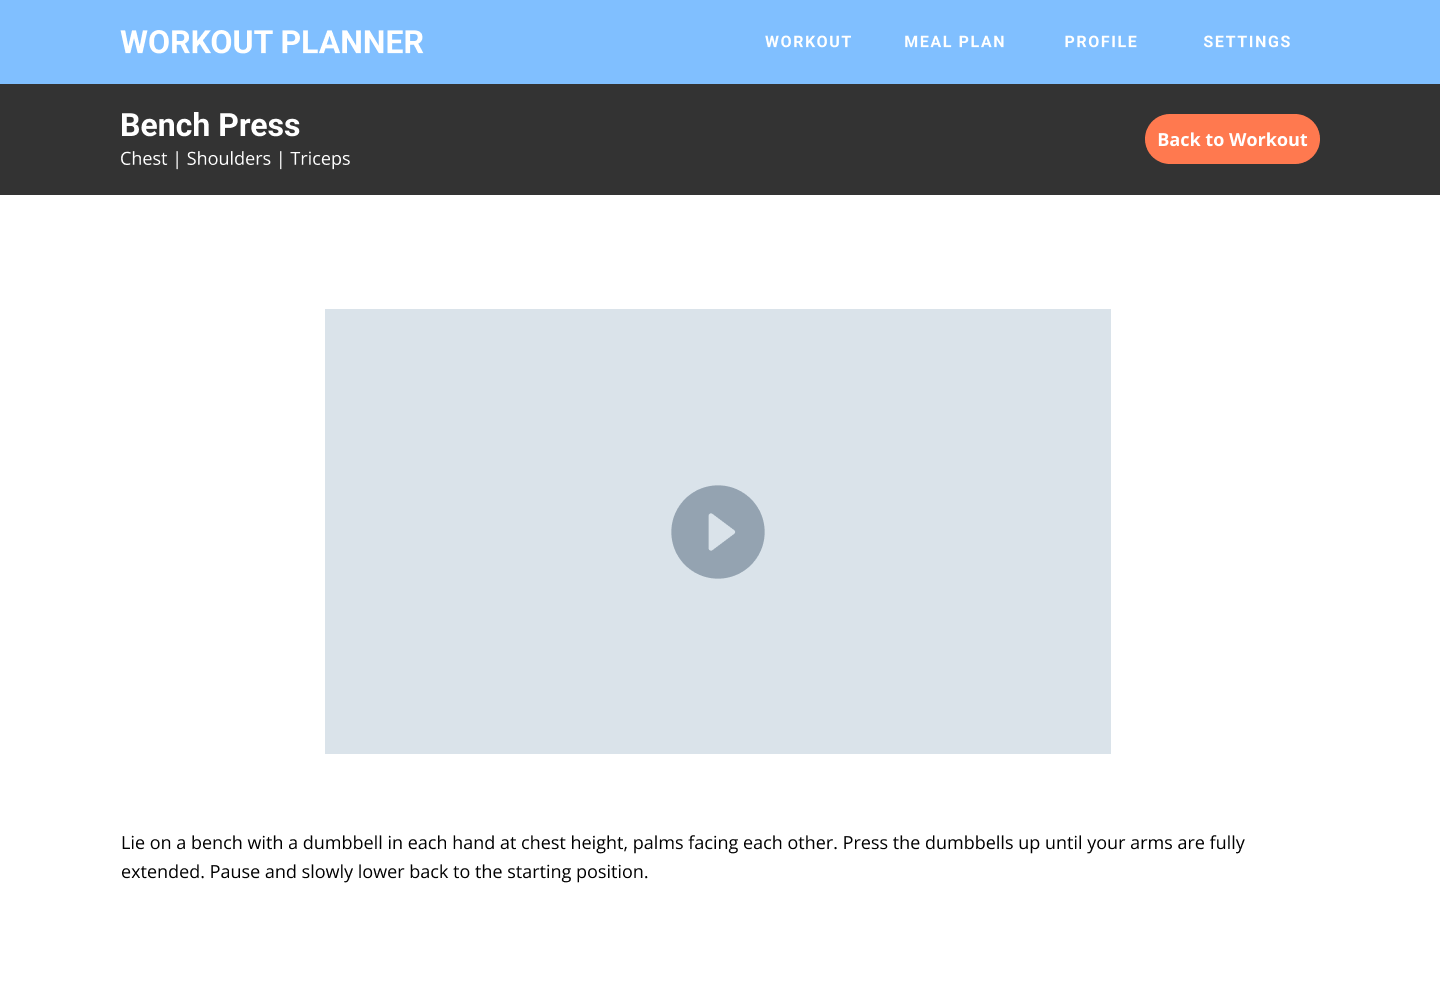 WORKOUT PLANNER
WORKOUT MEAL PLAN PROFILE SETTINGS
Bench Press
Chest | Shoulders | Triceps
Back to Workout
Lie on a bench with a dumbbell in each hand at chest height, palms facing each other. Press the dumbbells up until your arms are fully
extended. Pause and slowly lower back to the starting position.